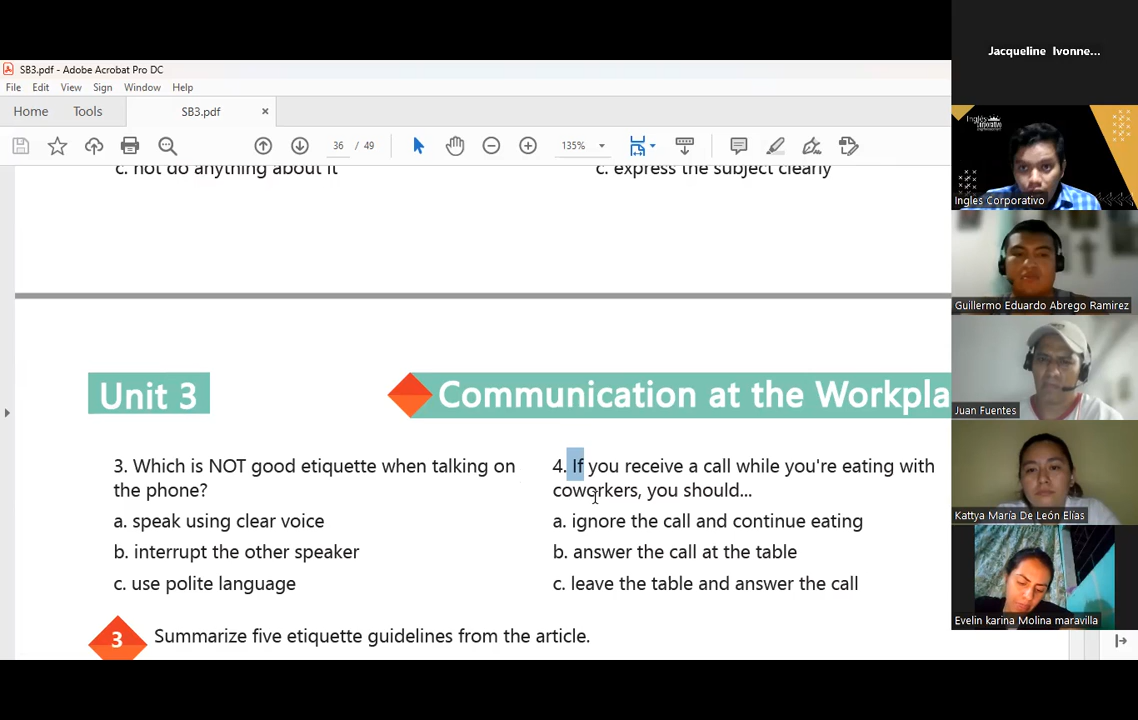 Jacqueline Ivonne...
SB3.pdf - Adobe Acrobat Pro DC
File Edit View Sign Window Help
Home Tools SB3.pdf ×
36 / 49 135%
c. not do anything about it
c. express the subject clearly
Unit 3
Communication at the Workpla
3. Which is NOT good etiquette when talking on
the phone?
a. speak using clear voice
b. interrupt the other speaker
c. use polite language
4. If you receive a call while you're eating with
coworkers, you should...
a. ignore the call and continue eating
b. answer the call at the table
c. leave the table and answer the call
3 Summarize five etiquette guidelines from the article.
Inglés
Corporativo
Ingles Corporativo
Guillermo Eduardo Abrego Ramirez
Juan Fuentes
Kattya María De León Elías
Evelin karina Molina maravilla